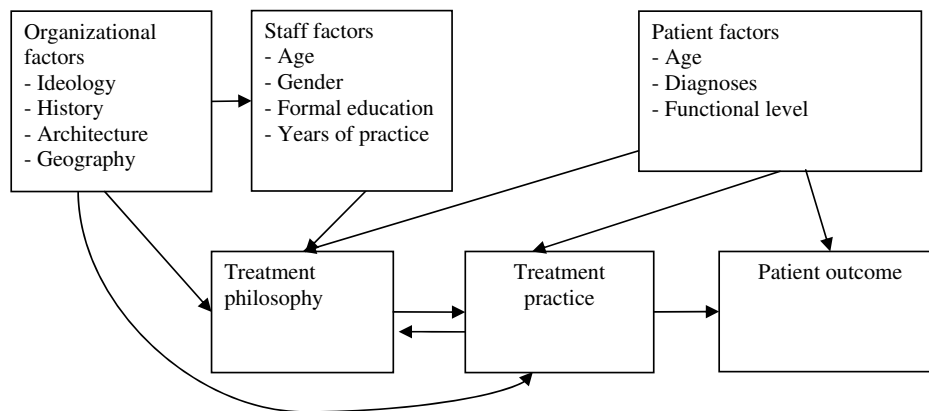 Organizational
factors
- Ideology
- History
- Architecture
- Geography
Staff factors
- Age
- Gender
- Formal education
- Years of practice
Patient factors
- Age
- Diagnoses
- Functional level
Treatment
philosophy
Treatment
practice
Patient outcome